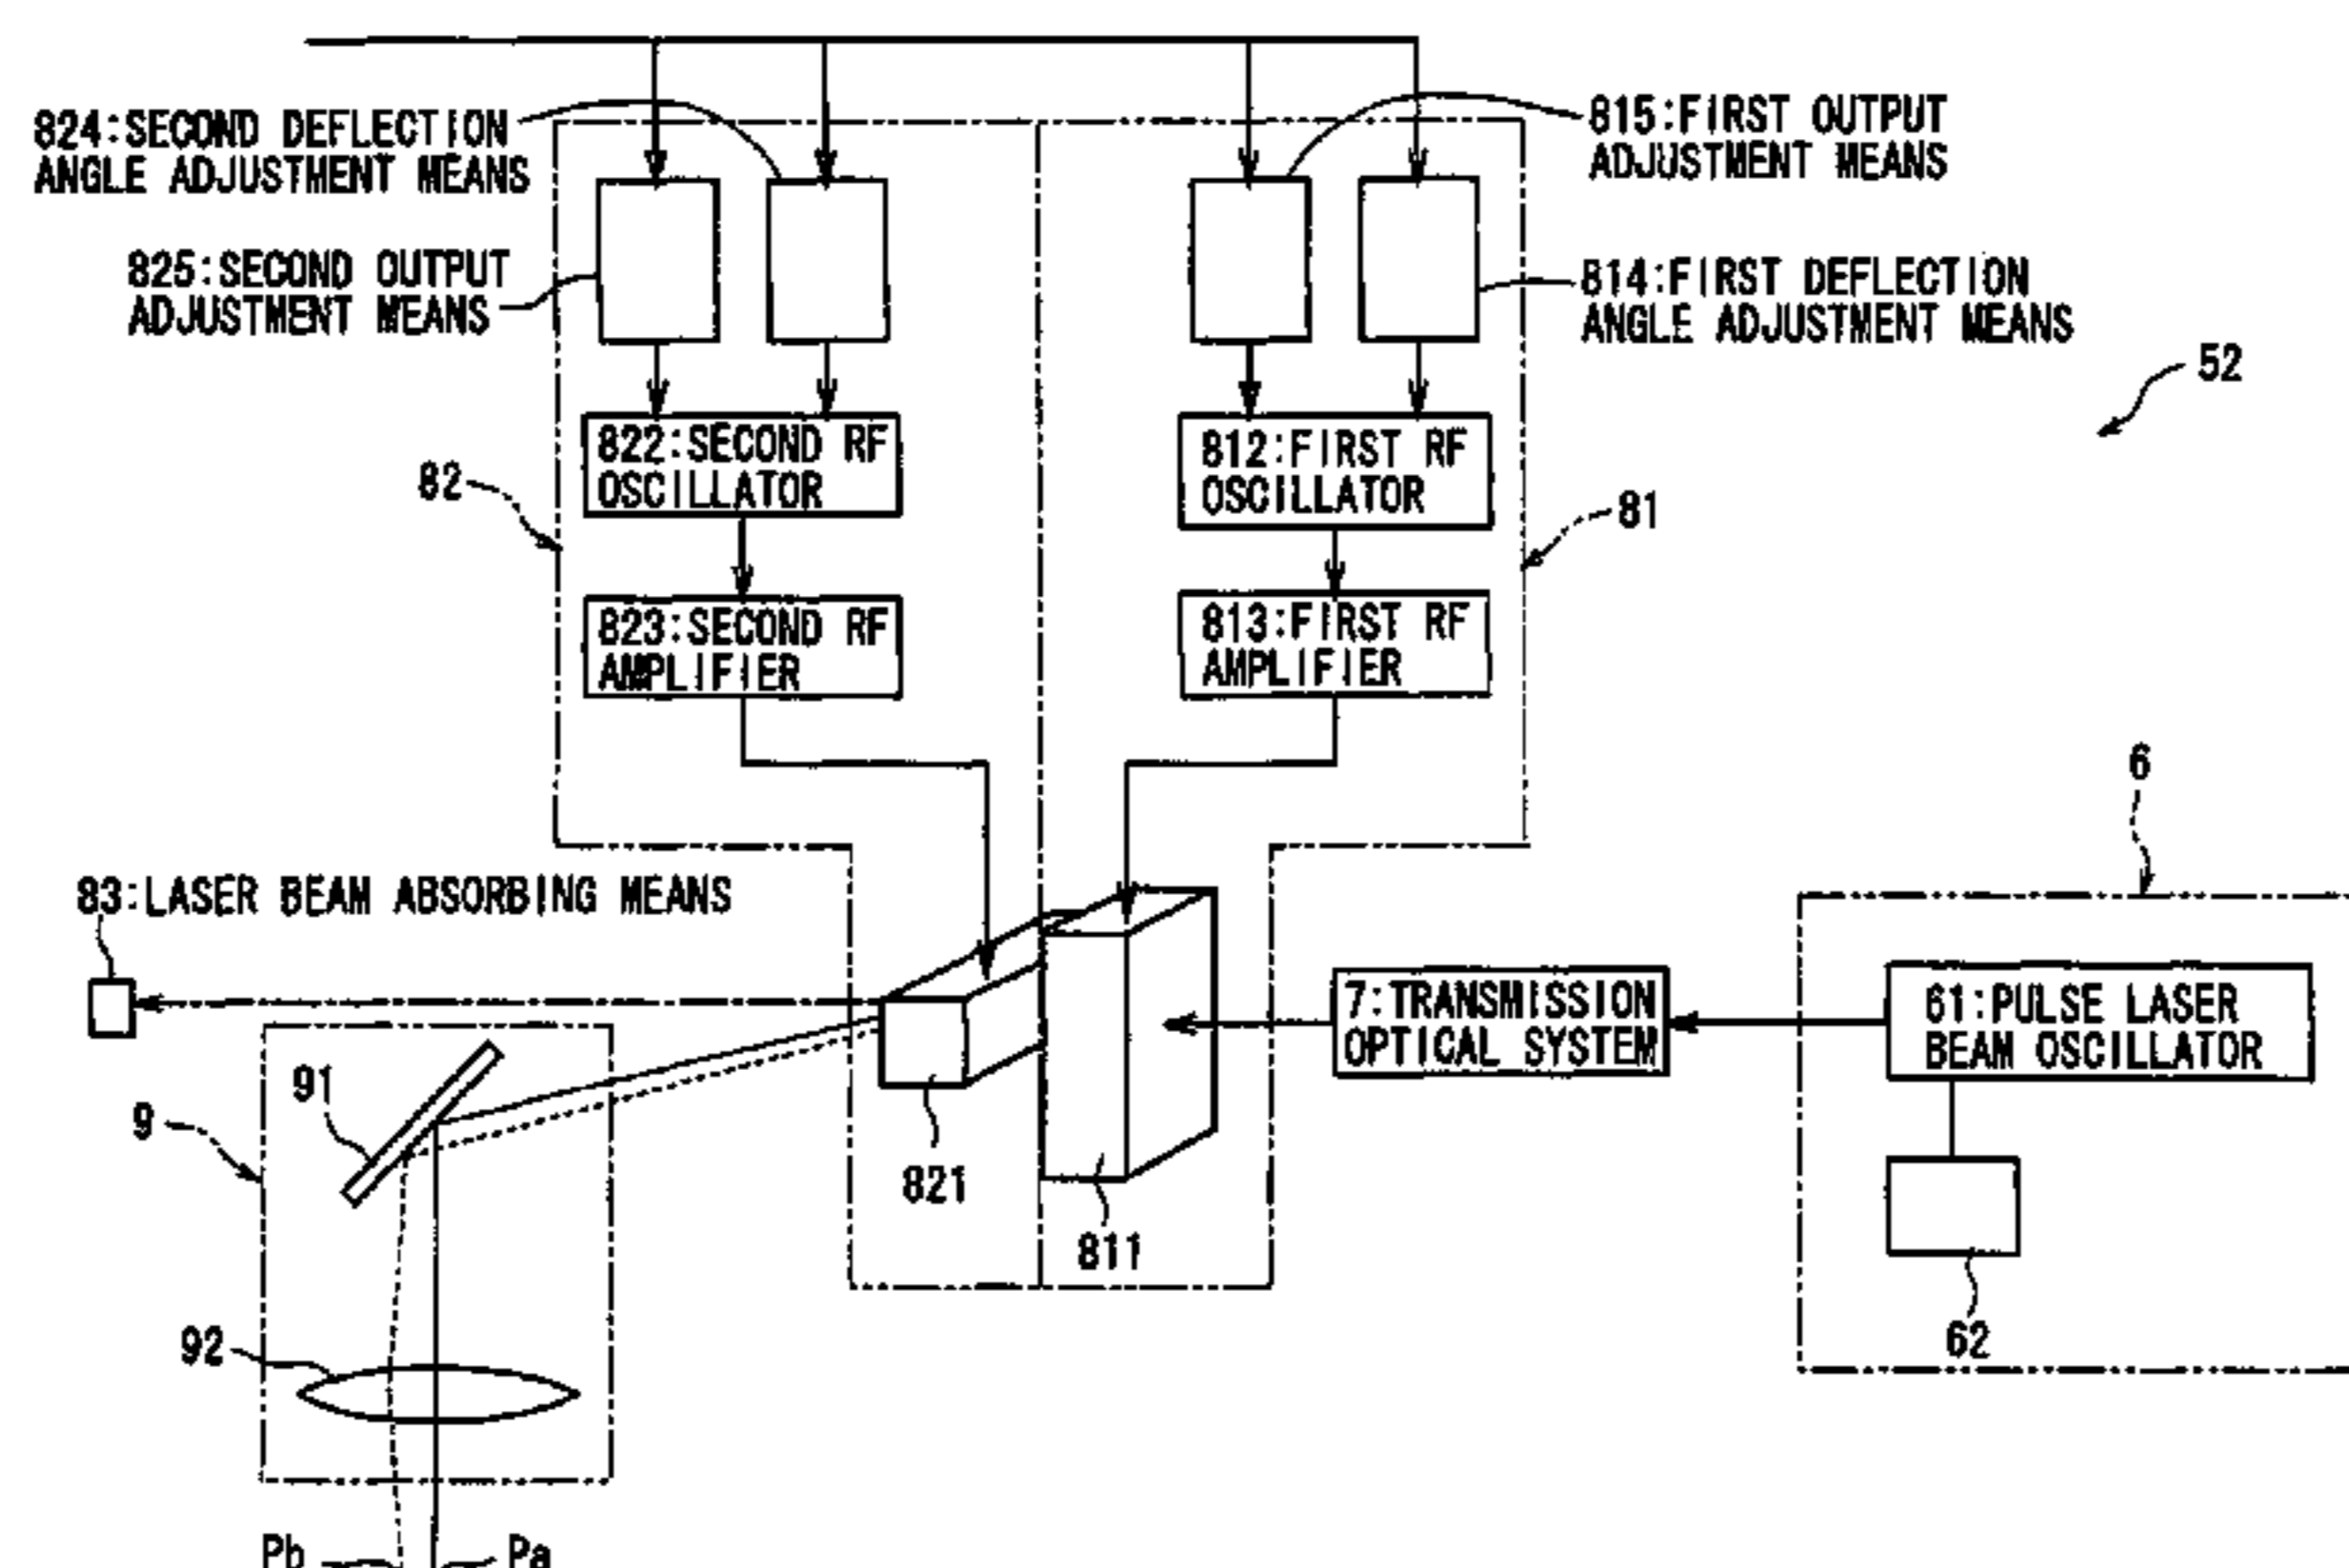 824:SECOND DEFLECTION
ANGLE ADJUSTMENT MEANS
815:FIRST OUTPUT
ADJUSTMENT MEANS
825:SECOND OUTPUT
ADJUSTMENT MEANS
814:FIRST DEFLECTION
ANGLE ADJUSTMENT MEANS
52
822:SECOND RF
OSCILLATOR
812:FIRST RF
OSCILLATOR
82
81
823:SECOND RF
AMPLIFIER
813:FIRST RF
AMPLIFIER
6
83:LASER BEAM ABSORBING MEANS
7:TRANSMISSION
OPTICAL SYSTEM
61:PULSE LASER
BEAM OSCILLATOR
91
9
821
811
62
92
Pb
Pa